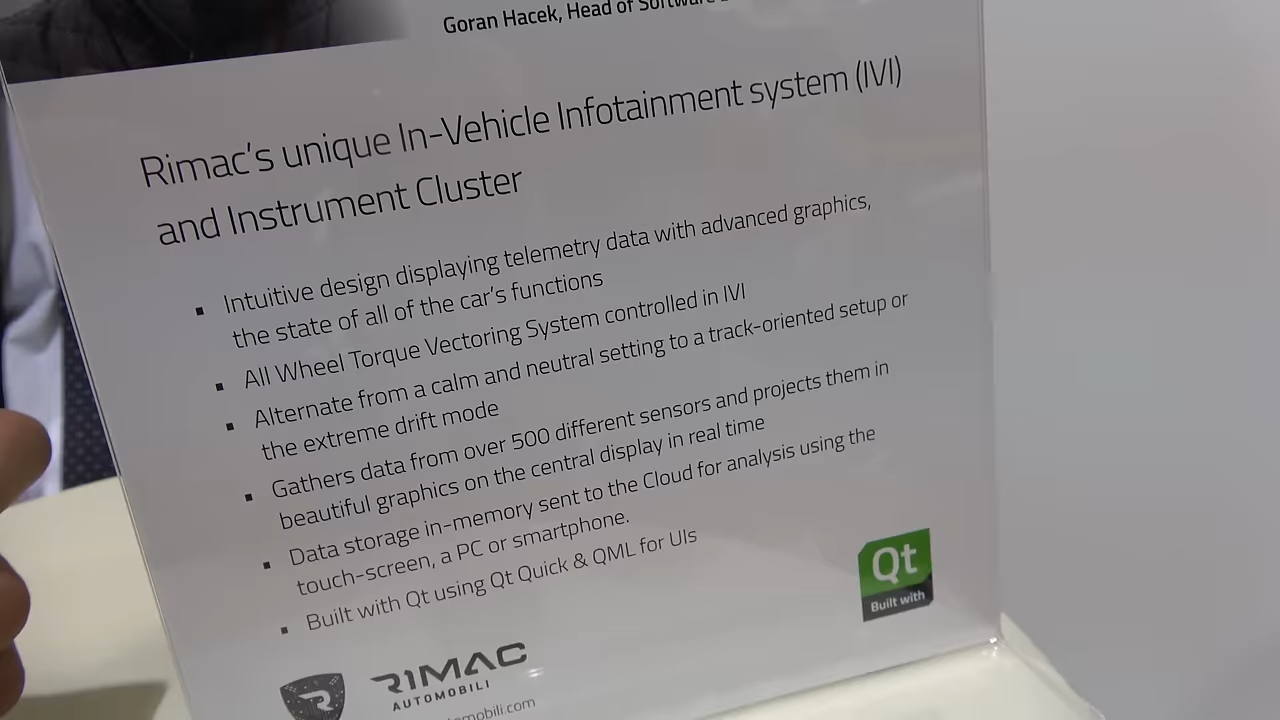 Goran Hacek, Head of Software
Rimac's unique In-Vehicle Infotainment system (IVI)
and Instrument Cluster
▪ Intuitive design displaying telemetry data with advanced graphics,
the state of all of the car's functions
▪ All Wheel Torque Vectoring System controlled in IVI
▪ Alternate from a calm and neutral setting to a track-oriented setup or
the extreme drift mode
▪ Gathers data from over 500 different sensors and projects them in
beautiful graphics on the central display in real time
▪ Data storage in-memory sent to the Cloud for analysis using the
touch-screen, a PC or smartphone.
▪ Built with Qt using Qt Quick & QML for UIs
Qt
Built with
RIMAC
AUTOMOBILI